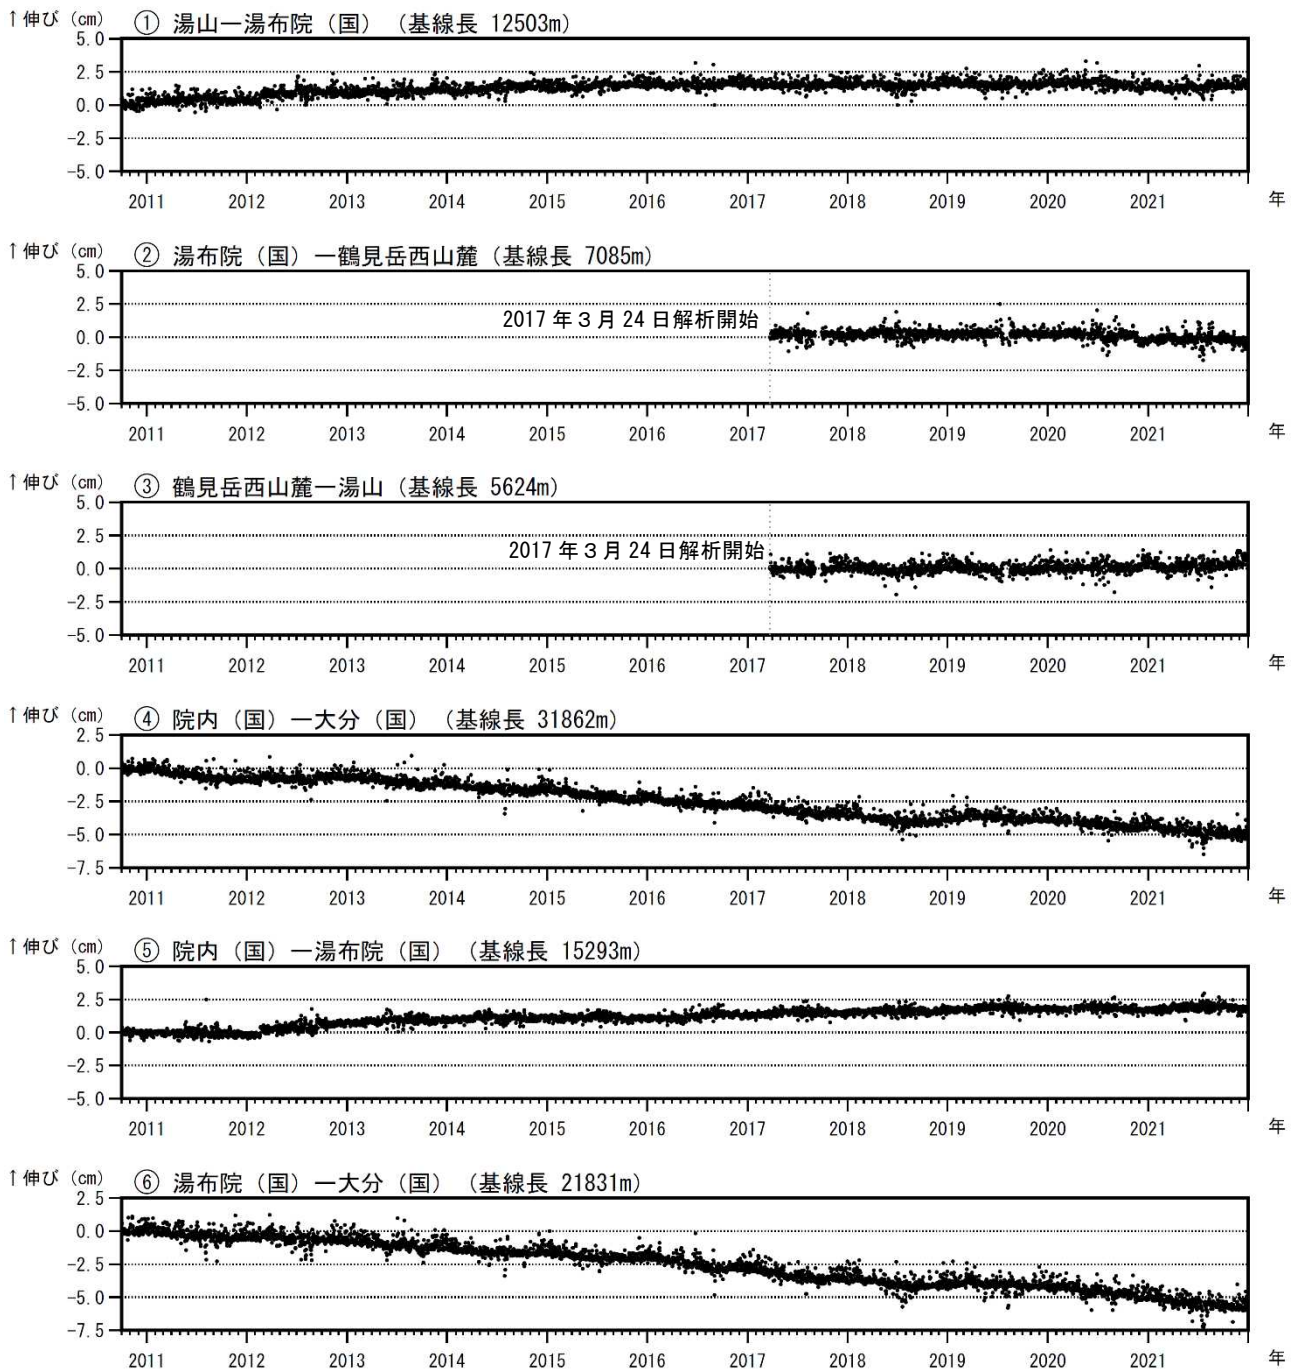 ↑伸び (cm) ① 湯山―湯布院（国） （基線長 12503m）
5.0
2.5
0.0
-2.5
-5.0
2011 2012 2013 2014 2015 2016 2017 2018 2019 2020 2021 年
↑伸び (cm) ② 湯布院（国）―鶴見岳西山麓（基線長 7085m）
5.0
2.5
2017 年３月 24 日解析開始
0.0
-2.5
-5.0
2011 2012 2013 2014 2015 2016 2017 2018 2019 2020 2021 年
↑伸び (cm) ③ 鶴見岳西山麓―湯山（基線長 5624m）
5.0
2.5
2017 年３月 24 日解析開始
0.0
-2.5
-5.0
2011 2012 2013 2014 2015 2016 2017 2018 2019 2020 2021 年
↑伸び (cm) ④ 院内（国）―大分（国） （基線長 31862m）
2.5
0.0
-2.5
-5.0
-7.5
2011 2012 2013 2014 2015 2016 2017 2018 2019 2020 2021 年
↑伸び (cm) ⑤ 院内（国）―湯布院（国） （基線長 15293m）
5.0
2.5
0.0
-2.5
-5.0
2011 2012 2013 2014 2015 2016 2017 2018 2019 2020 2021 年
↑伸び (cm) ⑥ 湯布院（国）―大分（国） （基線長 21831m）
2.5
0.0
-2.5
-5.0
-7.5
2011 2012 2013 2014 2015 2016 2017 2018 2019 2020 2021 年